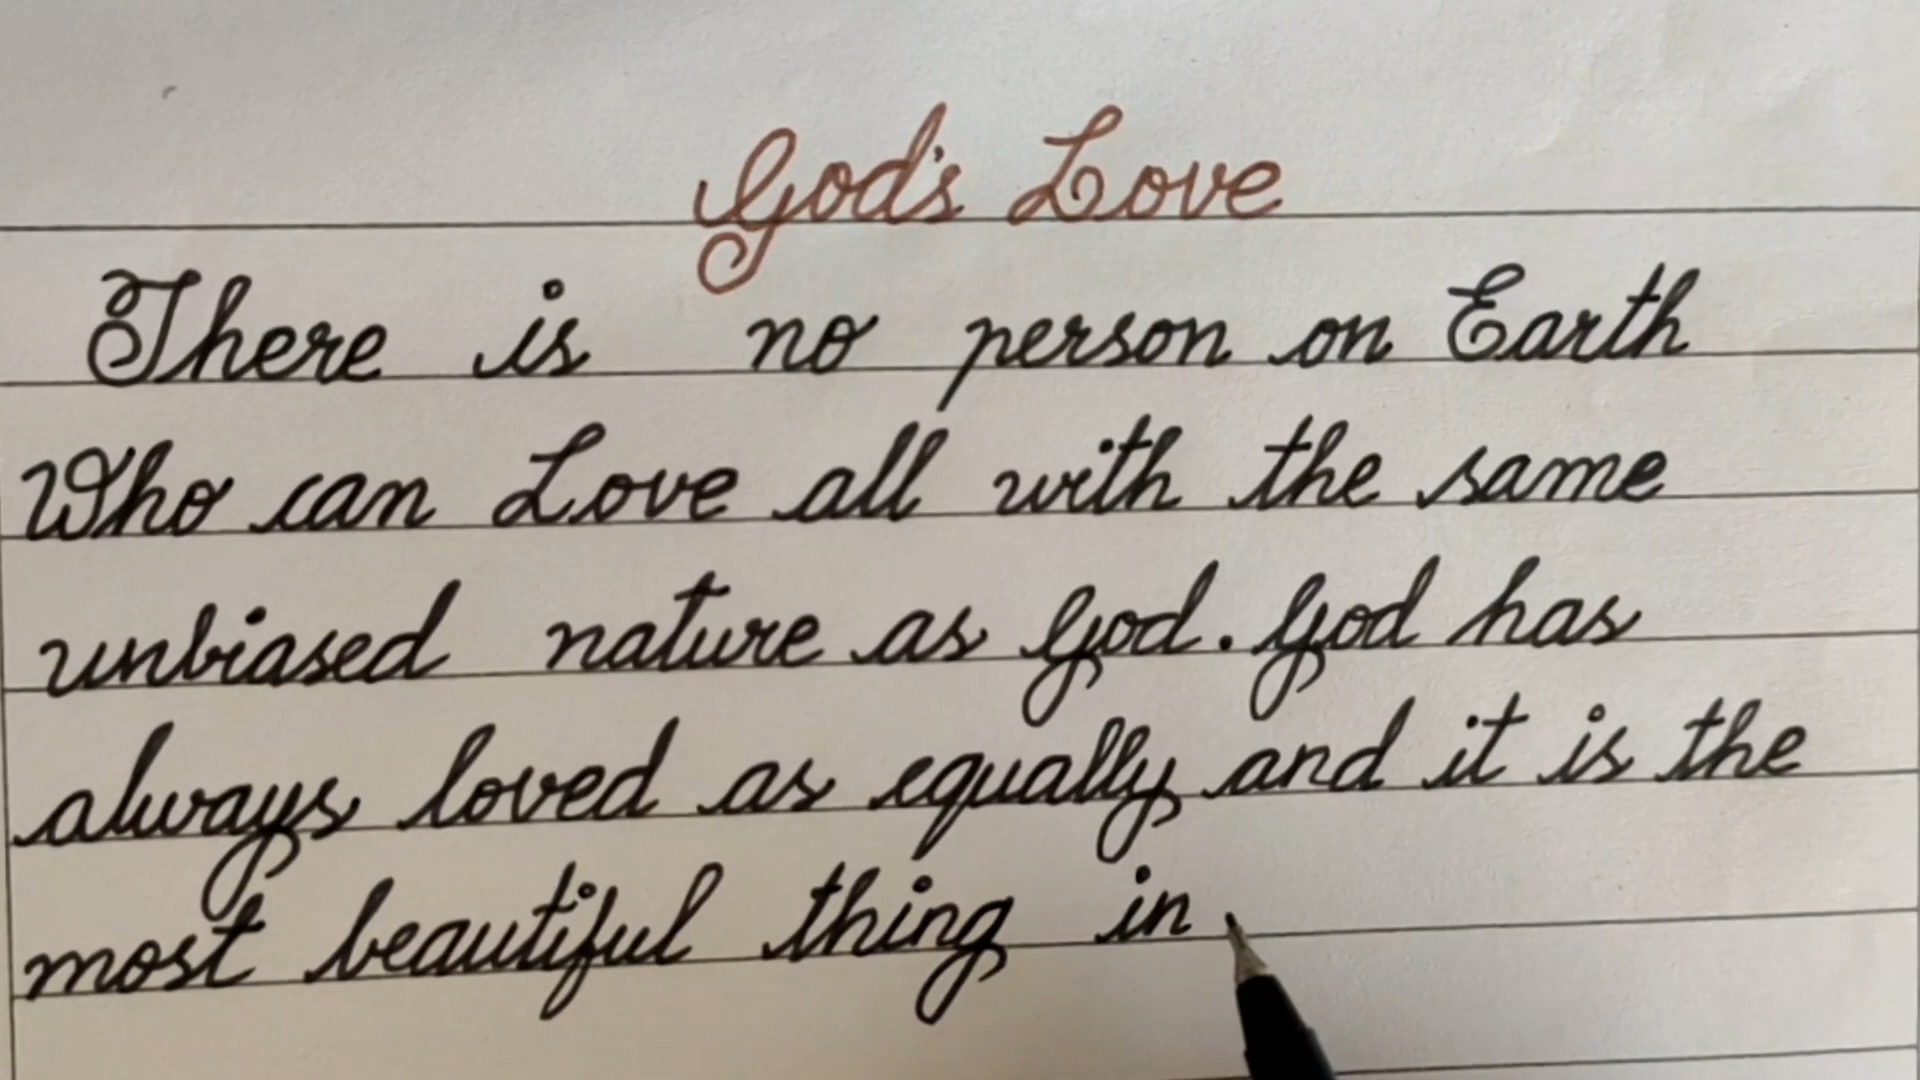 God's Love
There is no person on Earth
Who can Love all with the same
unbiased nature as God. God has
always loved as equally and it is the
most beautiful thing in